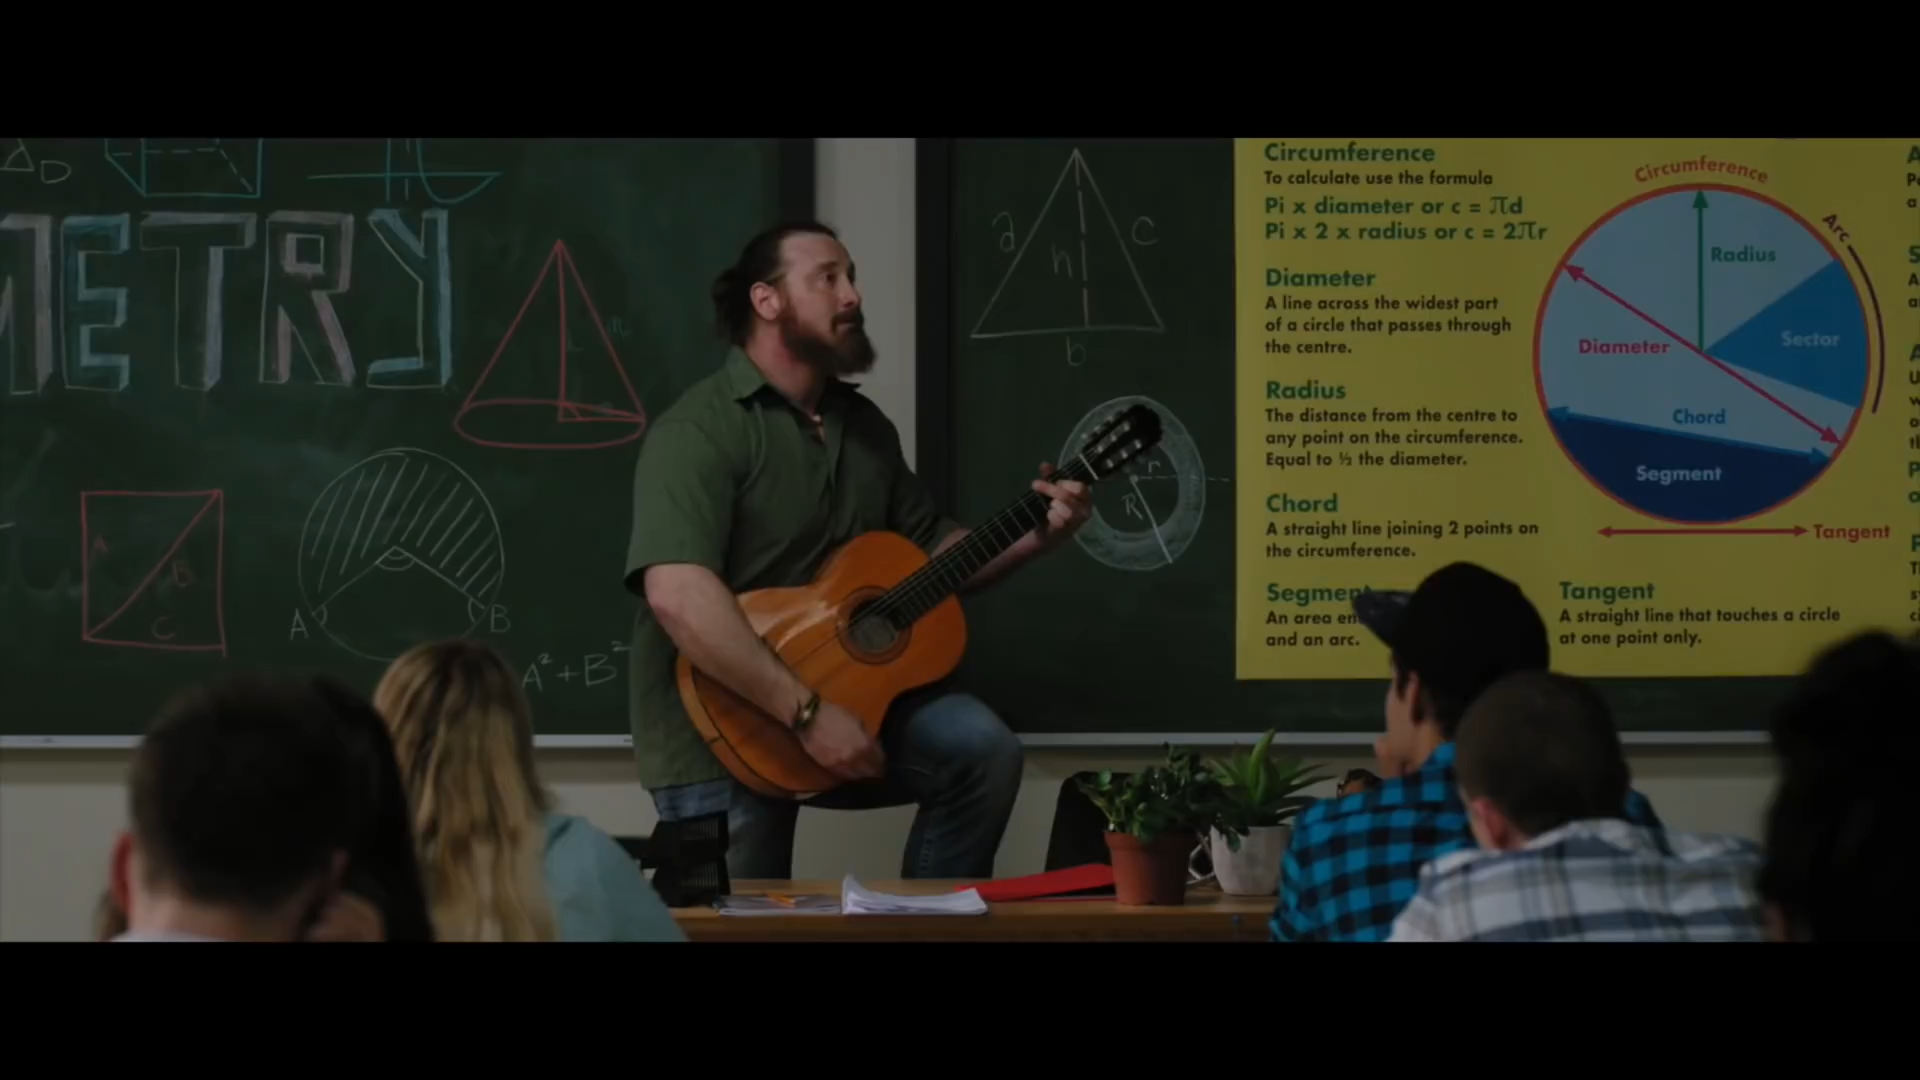 D
METRY
A
B
C
A
B
A²+B²
a
c
h
b
r
R
Circumference
To calculate use the formula
Pi x diameter or c = πd
Pi x 2 x radius or c = 2πr
Diameter
A line across the widest part
of a circle that passes through
the centre.
Radius
The distance from the centre to
any point on the circumference.
Equal to ½ the diameter.
Chord
A straight line joining 2 points on
the circumference.
Segment
An area
and an arc.
Circumference
Arc
Radius
Sector
Diameter
Chord
Segment
Tangent
Tangent
A straight line that touches a circle
at one point only.